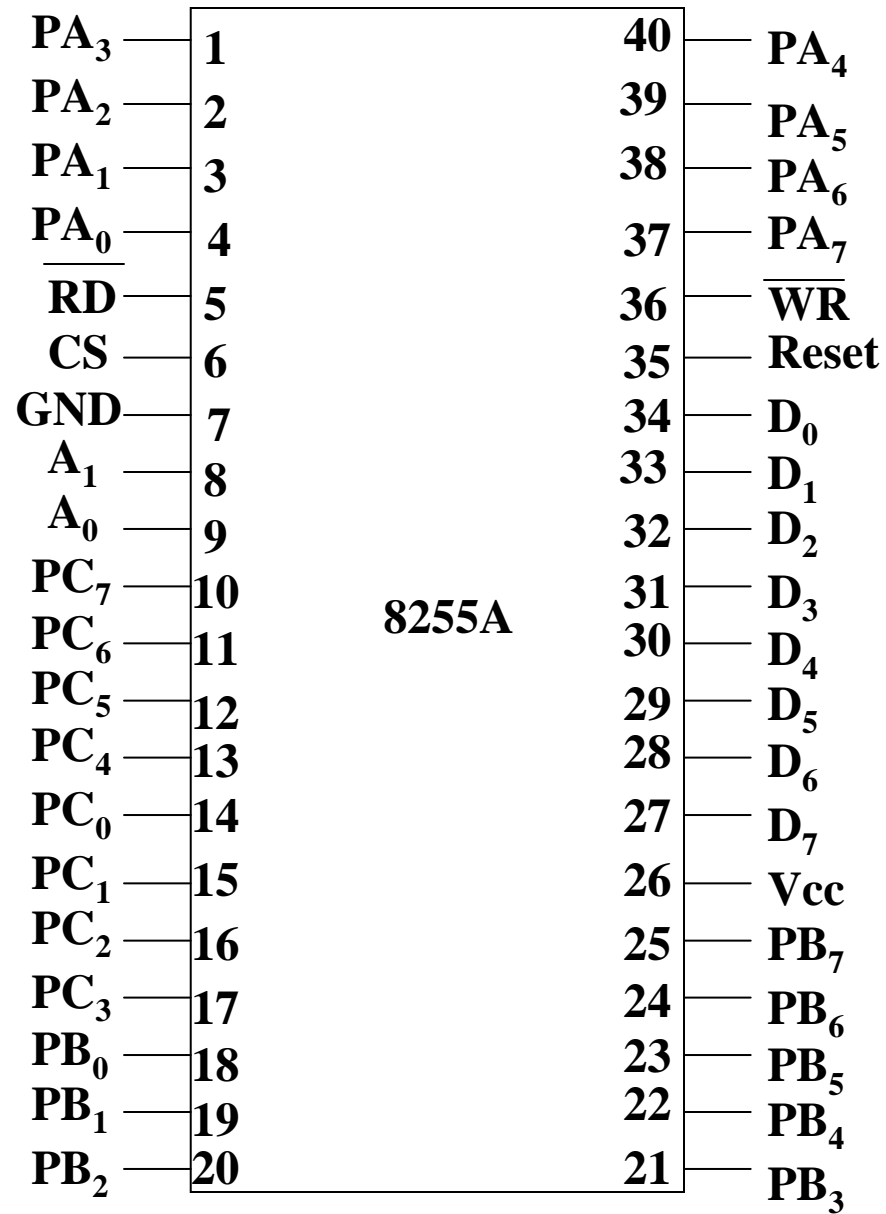 PA₃ 1 40 PA₄
PA₂ 2 39 PA₅
PA₁ 3 38 PA₆
PA₀ 4 37 PA₇
R̅D̅ 5 36 W̅R̅
CS 6 35 Reset
GND 7 34 D₀
A₁ 8 33 D₁
A₀ 9 32 D₂
PC₇ 10 31 D₃
8255A
PC₆ 11 30 D₄
PC₅ 12 29 D₅
PC₄ 13 28 D₆
PC₀ 14 27 D₇
PC₁ 15 26 Vcc
PC₂ 16 25 PB₇
PC₃ 17 24 PB₆
PB₀ 18 23 PB₅
PB₁ 19 22 PB₄
PB₂ 20 21 PB₃